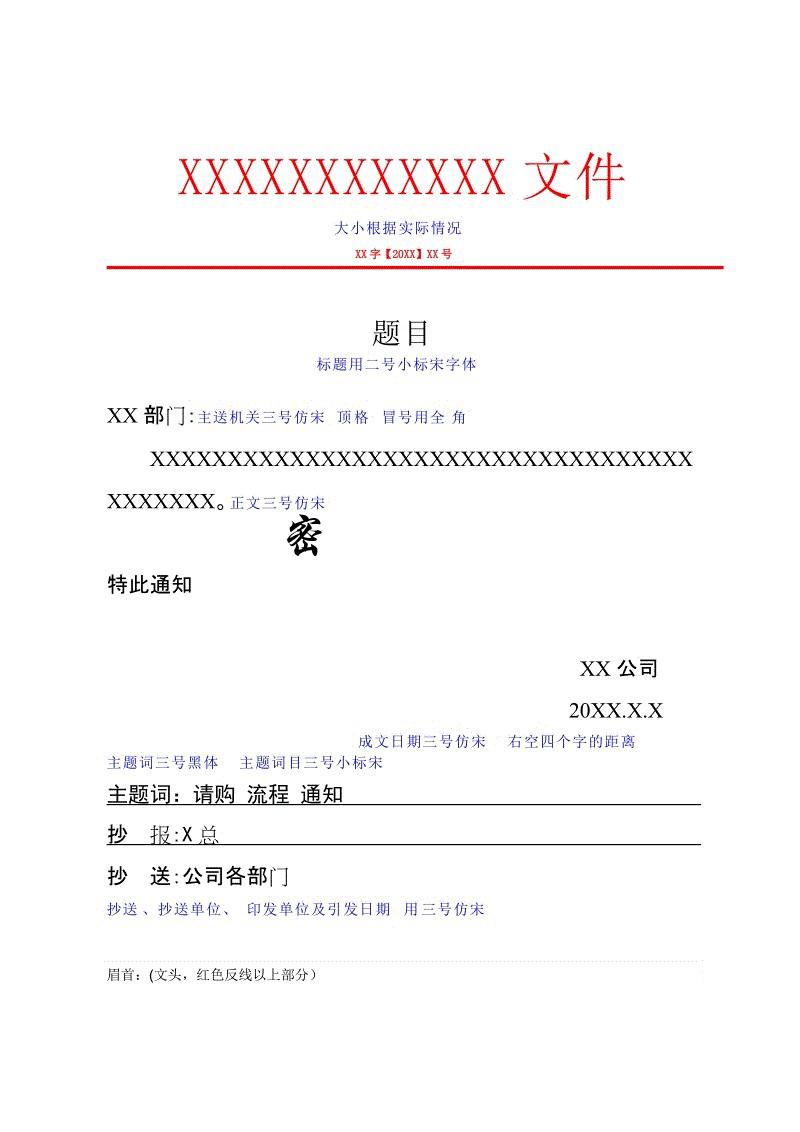 XXXXXXXXXXXX 文件
大小根据实际情况
XX 字【20XX】XX 号
题目
标题用二号小标宋字体
XX 部门:主送机关三号仿宋 顶格 冒号用全 角
XXXXXXXXXXXXXXXXXXXXXXXXXXXXXXXXXXX
XXXXXXX。正文三号仿宋
密
特此通知
XX 公司
20XX.X.X
成文日期三号仿宋 右空四个字的距离
主题词三号黑体 主题词目三号小标宋
主题词：请购 流程 通知
抄 报:X 总
抄 送:公司各部门
抄送 、抄送单位、 印发单位及引发日期 用三号仿宋
眉首：(文头，红色反线以上部分）